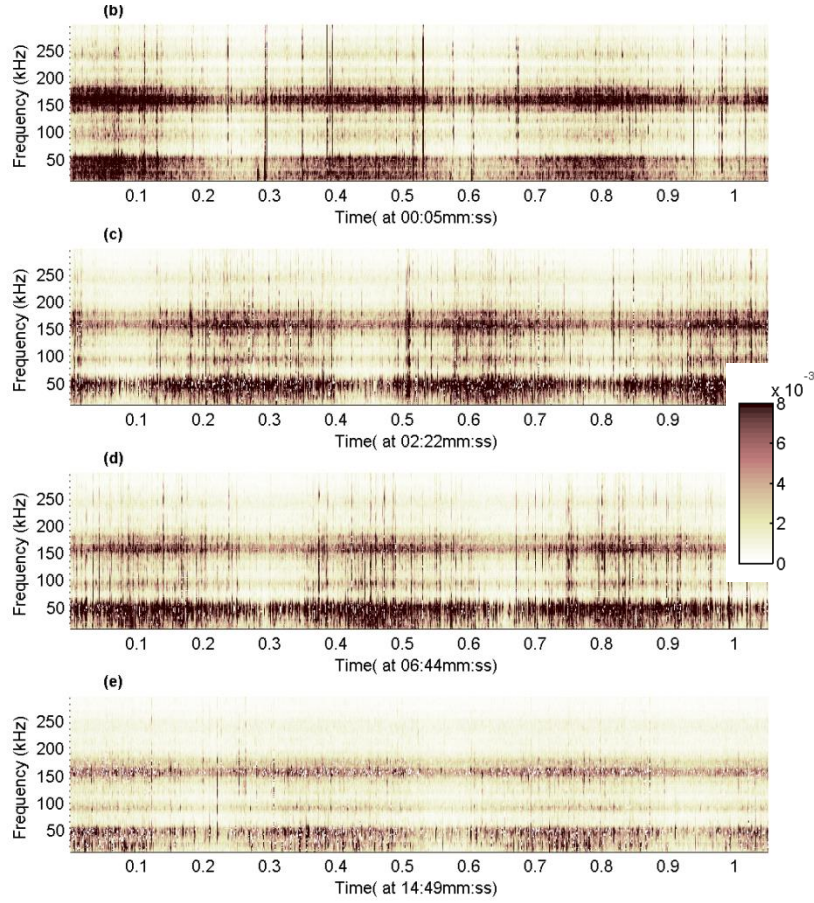 (b)
Frequency (kHz)
250
200
150
100
50
0.1 0.2 0.3 0.4 0.5 0.6 0.7 0.8 0.9 1
Time( at 00:05mm:ss)
(c)
Frequency (kHz)
250
200
150
100
50
0.1 0.2 0.3 0.4 0.5 0.6 0.7 0.8 0.9 1
Time( at 02:22mm:ss)
x 10-3
8
6
4
2
0
(d)
Frequency (kHz)
250
200
150
100
50
0.1 0.2 0.3 0.4 0.5 0.6 0.7 0.8 0.9 1
Time( at 06:44mm:ss)
(e)
Frequency (kHz)
250
200
150
100
50
0.1 0.2 0.3 0.4 0.5 0.6 0.7 0.8 0.9 1
Time( at 14:49mm:ss)